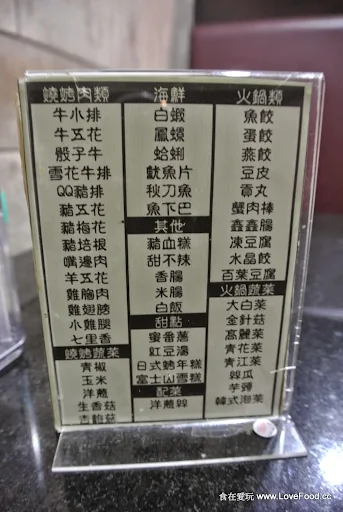 燒烤肉類
牛小排
牛五花
骰子牛
雪花牛排
QQ豬排
豬五花
豬梅花
豬培根
嘴邊肉
羊五花
雞胸肉
雞翅膀
小雞腿
七里香
燒烤蔬菜
青椒
玉米
洋蔥
生香菇
杏鮑菇
海鮮
白蝦
鳳螺
蛤蜊
魷魚片
秋刀魚
魚下巴
其他
豬血糕
甜不辣
香腸
米腸
白飯
甜點
蜜番薯
紅豆湯
日式烤年糕
富士山雪糕
配菜
洋蔥絲
火鍋類
魚餃
蛋餃
燕餃
豆皮
貢丸
蟹肉棒
鑫鑫腸
凍豆腐
水晶餃
百葉豆腐
火鍋蔬菜
大白菜
金針菇
高麗菜
青花菜
青江菜
絲瓜
芋頭
韓式泡菜
食在愛玩 www.LoveFood.cc